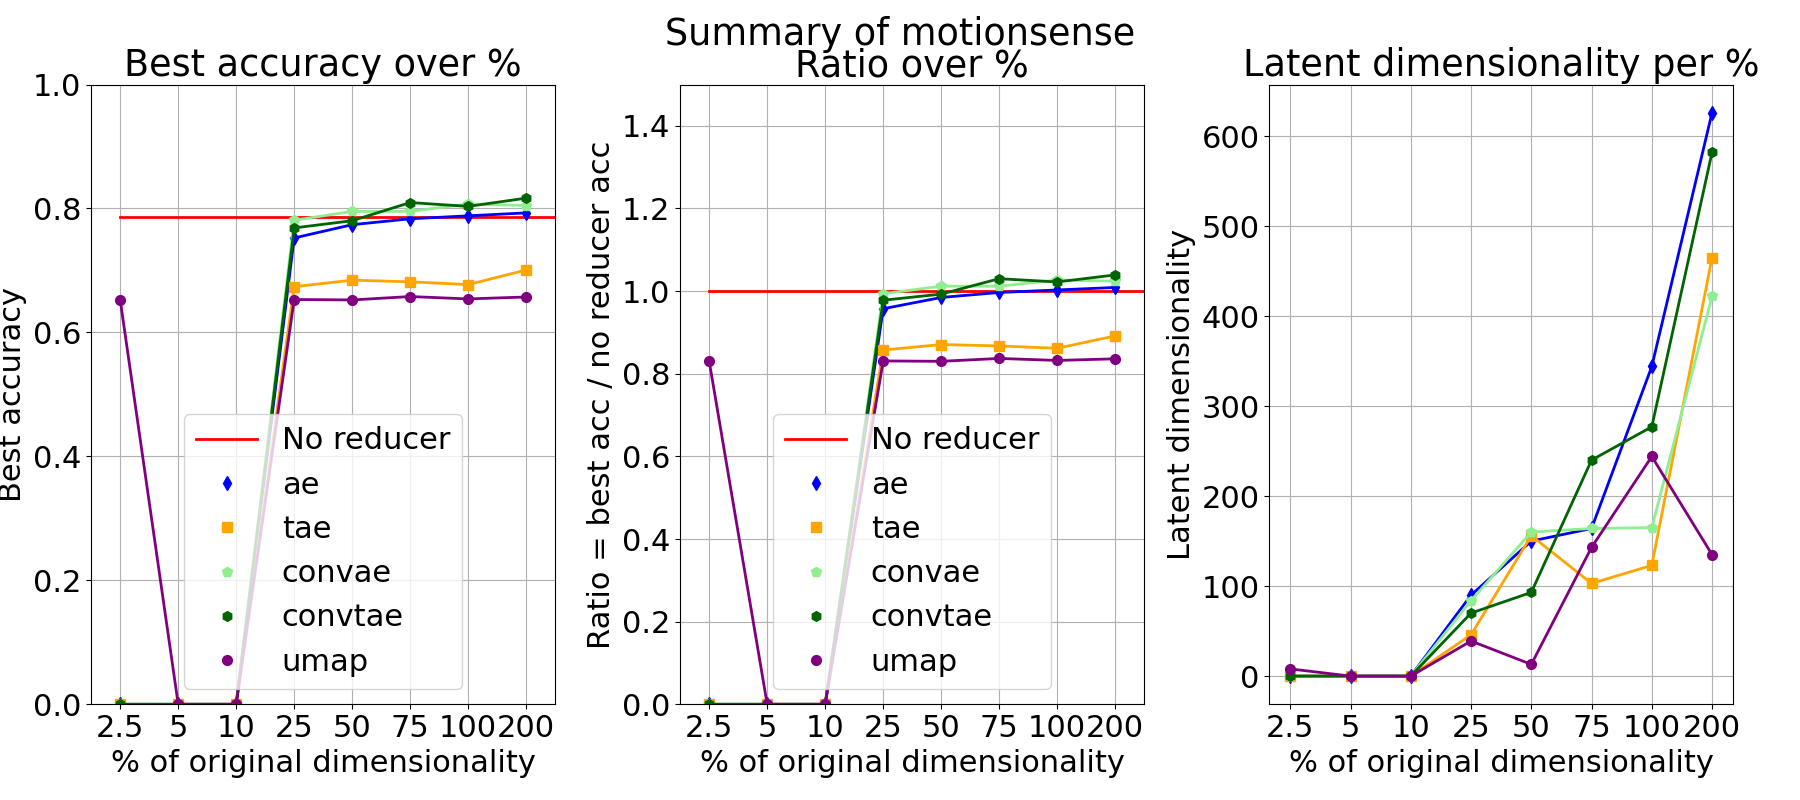 Summary of motionsense
Best accuracy over %
1.0
0.8
0.6
0.4
0.2
0.0
Best accuracy
No reducer
ae
tae
convae
convtae
umap
2.5 5 10 25 50 75 100 200
% of original dimensionality
Ratio over %
1.4
1.2
1.0
0.8
0.6
0.4
0.2
0.0
Ratio = best acc / no reducer acc
No reducer
ae
tae
convae
convtae
umap
2.5 5 10 25 50 75 100 200
% of original dimensionality
Latent dimensionality per %
600
500
400
300
200
100
0
Latent dimensionality
2.5 5 10 25 50 75 100 200
% of original dimensionality